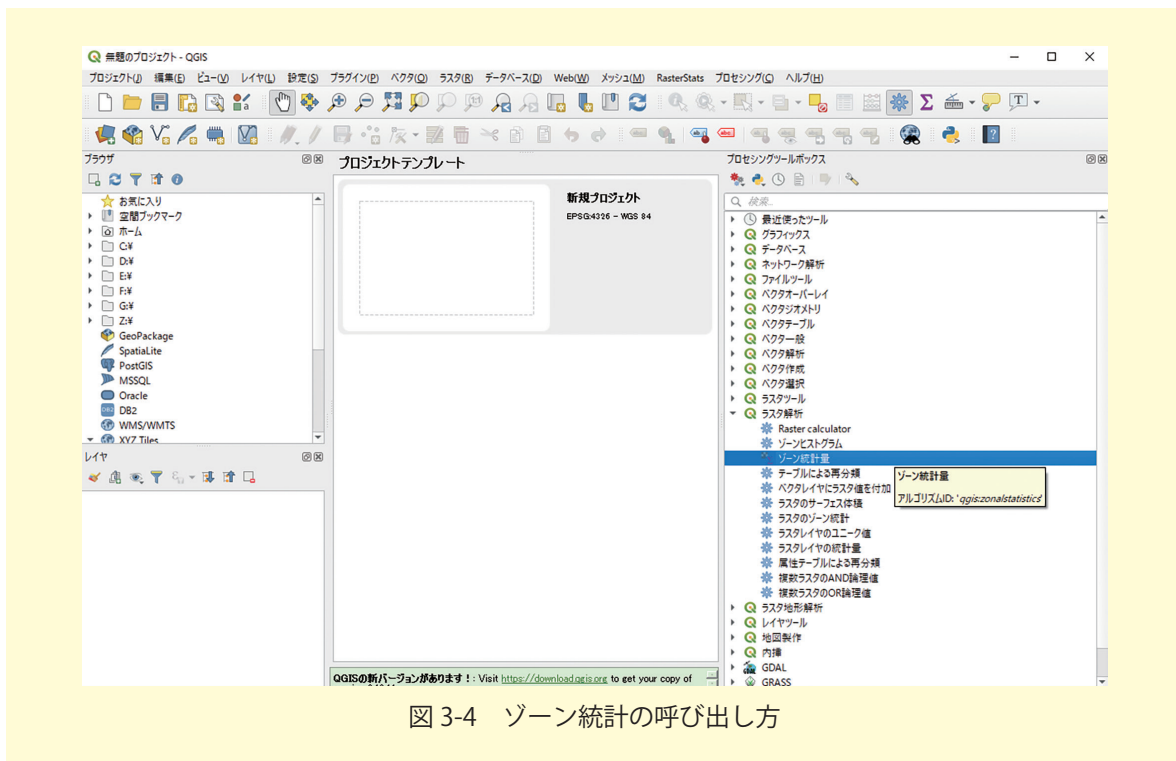 無題のプロジェクト - QGIS
プロジェクト(J) 編集(E) ビュー(V) レイヤ(L) 設定(S) プラグイン(P) ベクタ(O) ラスタ(R) データベース(D) Web(W) メッシュ(M) RasterStats プロセシング(C) ヘルプ(H)
ブラウザ
お気に入り
空間ブックマーク
ホーム
C:¥
D:¥
E:¥
F:¥
G:¥
Z:¥
GeoPackage
SpatiaLite
PostGIS
MSSQL
Oracle
DB2
WMS/WMTS
XYZ Tiles
レイヤ
プロジェクトテンプレート
新規プロジェクト
EPSG:4326 - WGS 84
QGISの新バージョンがあります！: Visit https://download.qgis.org to get your copy of
プロセシングツールボックス
検索...
最近使ったツール
グラフィックス
データベース
ネットワーク解析
ファイルツール
ベクタオーバーレイ
ベクタジオメトリ
ベクタテーブル
ベクタ一般
ベクタ解析
ベクタ作成
ベクタ選択
ラスタツール
ラスタ解析
Raster calculator
ゾーンヒストグラム
ゾーン統計量
テーブルによる再分類
ベクタレイヤにラスタ値を付加
ラスタのサーフェス体積
ラスタのゾーン統計
ラスタレイヤのユニーク値
ラスタレイヤの統計量
属性テーブルによる再分類
複数ラスタのAND論理値
複数ラスタのOR論理値
ラスタ地形解析
レイヤツール
地図製作
内挿
GDAL
GRASS
ゾーン統計量
アルゴリズムID: 'qgis:zonalstatistics'
図 3-4 ゾーン統計の呼び出し方